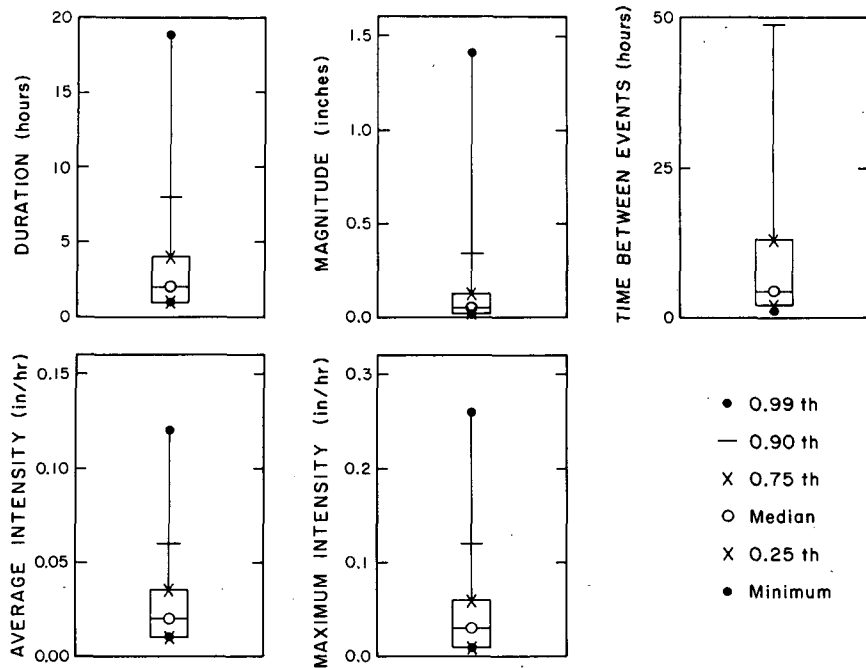 DURATION (hours)
20
15
10
5
0
MAGNITUDE (inches)
1.5
1.0
0.5
0.0
TIME BETWEEN EVENTS (hours)
50
25
0
AVERAGE INTENSITY (in/hr)
0.15
0.10
0.05
0.00
MAXIMUM INTENSITY (in/hr)
0.3
0.2
0.1
0.0
0.99 th
0.90 th
0.75 th
Median
0.25 th
Minimum